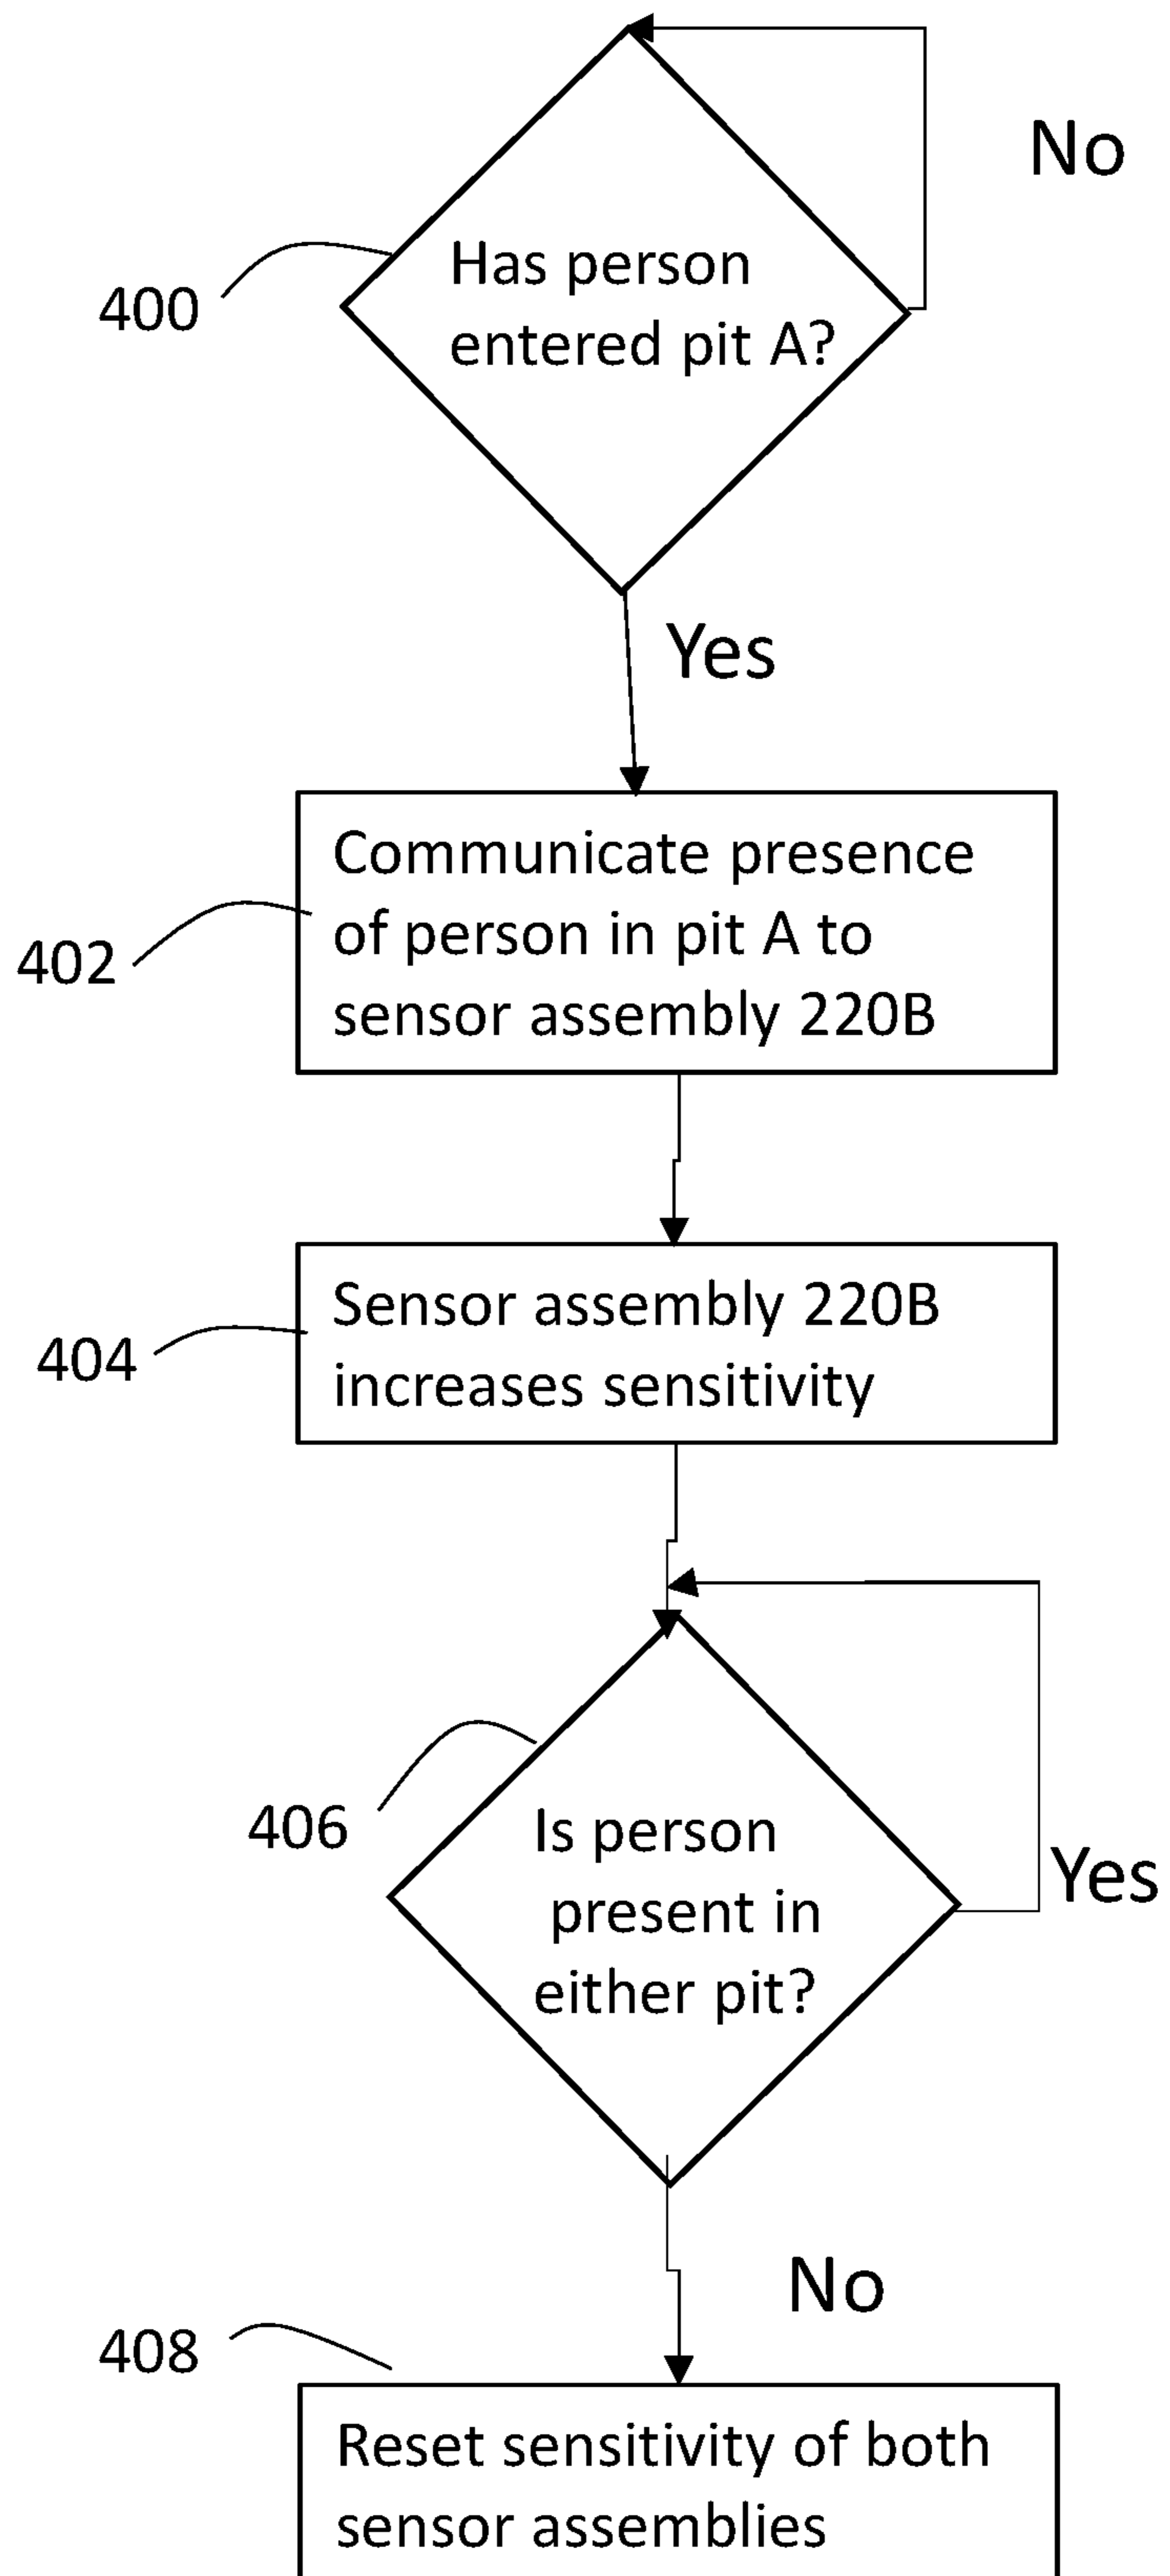 No
Has person
entered pit A?
400
Yes
Communicate presence
of person in pit A to
sensor assembly 220B
402
Sensor assembly 220B
increases sensitivity
404
406
Is person
present in
either pit?
Yes
No
408
Reset sensitivity of both
sensor assemblies